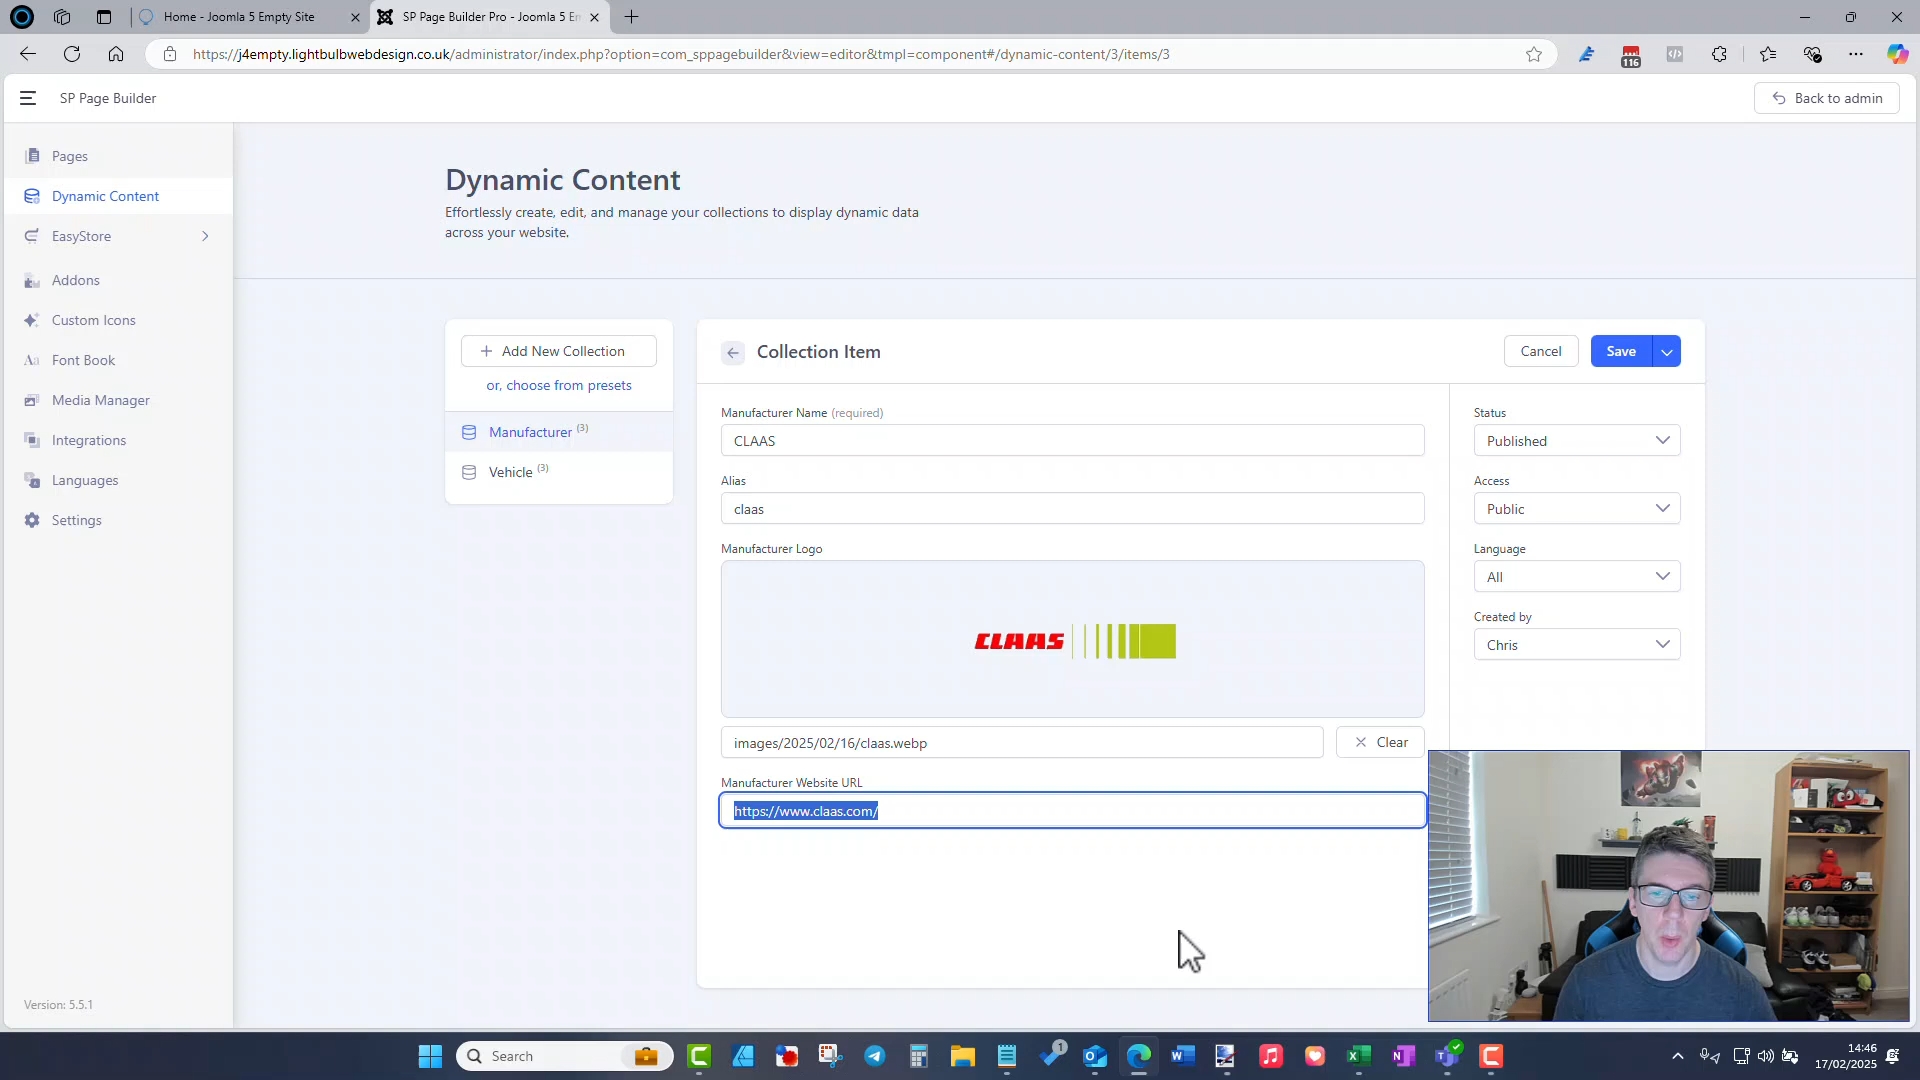 Home - Joomla 5 Empty Site
SP Page Builder Pro - Joomla 5 En
https://j4empty.lightbulbwebdesign.co.uk/administrator/index.php?option=com_sppagebuilder&view=editor&tmpl=component#/dynamic-content/3/items/3
116
SP Page Builder
Back to admin
Pages
Dynamic Content
EasyStore
Addons
Custom Icons
Font Book
Media Manager
Integrations
Languages
Settings
Version: 5.5.1
Dynamic Content
Effortlessly create, edit, and manage your collections to display dynamic data
across your website.
Add New Collection
or, choose from presets
Manufacturer (3)
Vehicle (3)
Collection Item
Cancel
Save
Manufacturer Name (required)
CLAAS
Alias
claas
Manufacturer Logo
CLAAS
images/2025/02/16/claas.webp
Clear
Manufacturer Website URL
https://www.claas.com/
Status
Published
Access
Public
Language
All
Created by
Chris
Search
1
14:46
17/02/2025